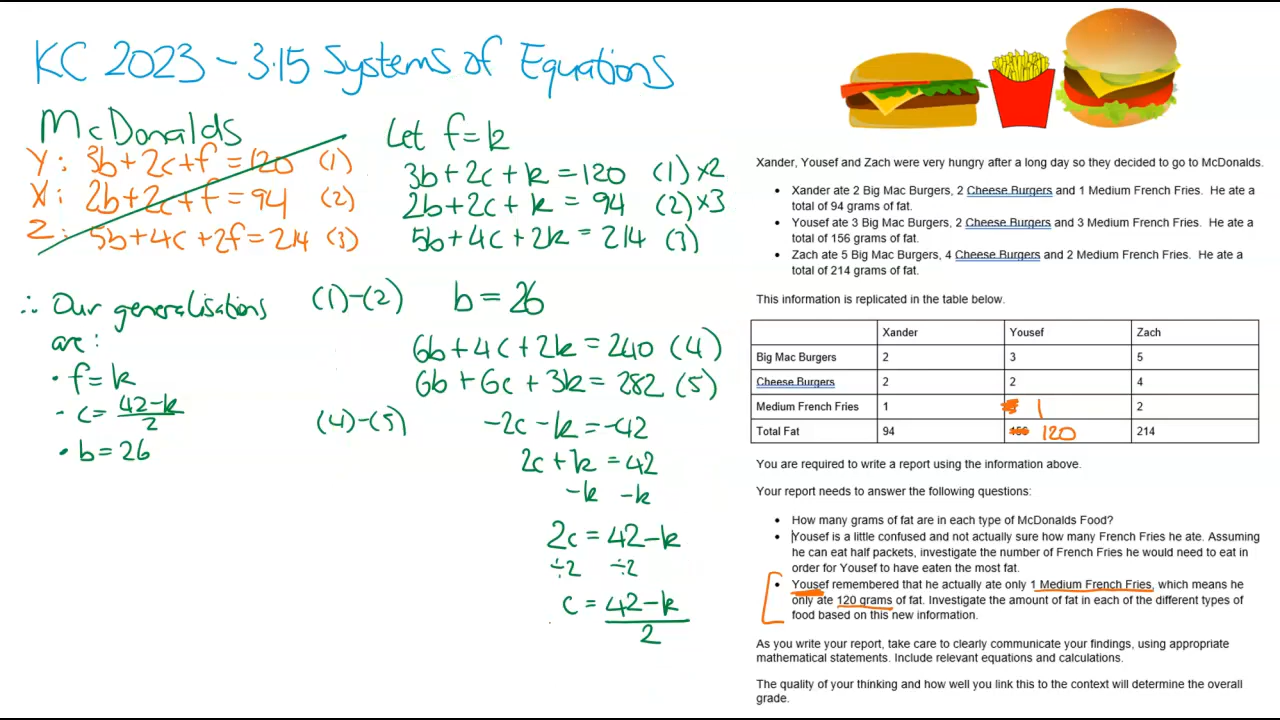 KC 2023 - 3.15 Systems of Equations
McDonalds
Y: 3b+2c+f=120 (1)
X: 2b+2c+f=94 (2)
Z: 5b+4c+2f=214 (3)
∴ Our generalisations
are:
• f=k
• c=(42-k)/2
• b=26
Let f=k
3b+2c+k=120 (1)×2
2b+2c+k=94 (2)×3
5b+4c+2k=214 (3)
(1)-(2) b=26
6b+4c+2k=240 (4)
6b+6c+3k=282 (5)
(4)-(5) -2c-k=-42
2c+k=42
-k -k
2c=42-k
÷2 ÷2
c=(42-k)/2
Xander, Yousef and Zach were very hungry after a long day so they decided to go to McDonalds.
• Xander ate 2 Big Mac Burgers, 2 Cheese Burgers and 1 Medium French Fries. He ate a
total of 94 grams of fat.
• Yousef ate 3 Big Mac Burgers, 2 Cheese Burgers and 3 Medium French Fries. He ate a
total of 156 grams of fat.
• Zach ate 5 Big Mac Burgers, 4 Cheese Burgers and 2 Medium French Fries. He ate a
total of 214 grams of fat.
This information is replicated in the table below.
Xander Yousef Zach
Big Mac Burgers 2 3 5
Cheese Burgers 2 2 4
Medium French Fries 1 1 2
Total Fat 94 120 214
You are required to write a report using the information above.
Your report needs to answer the following questions:
• How many grams of fat are in each type of McDonalds Food?
• Yousef is a little confused and not actually sure how many French Fries he ate. Assuming
he can eat half packets, investigate the number of French Fries he would need to eat in
order for Yousef to have eaten the most fat.
• Yousef remembered that he actually ate only 1 Medium French Fries, which means he
only ate 120 grams of fat. Investigate the amount of fat in each of the different types of
food based on this new information.
As you write your report, take care to clearly communicate your findings, using appropriate
mathematical statements. Include relevant equations and calculations.
The quality of your thinking and how well you link this to the context will determine the overall
grade.